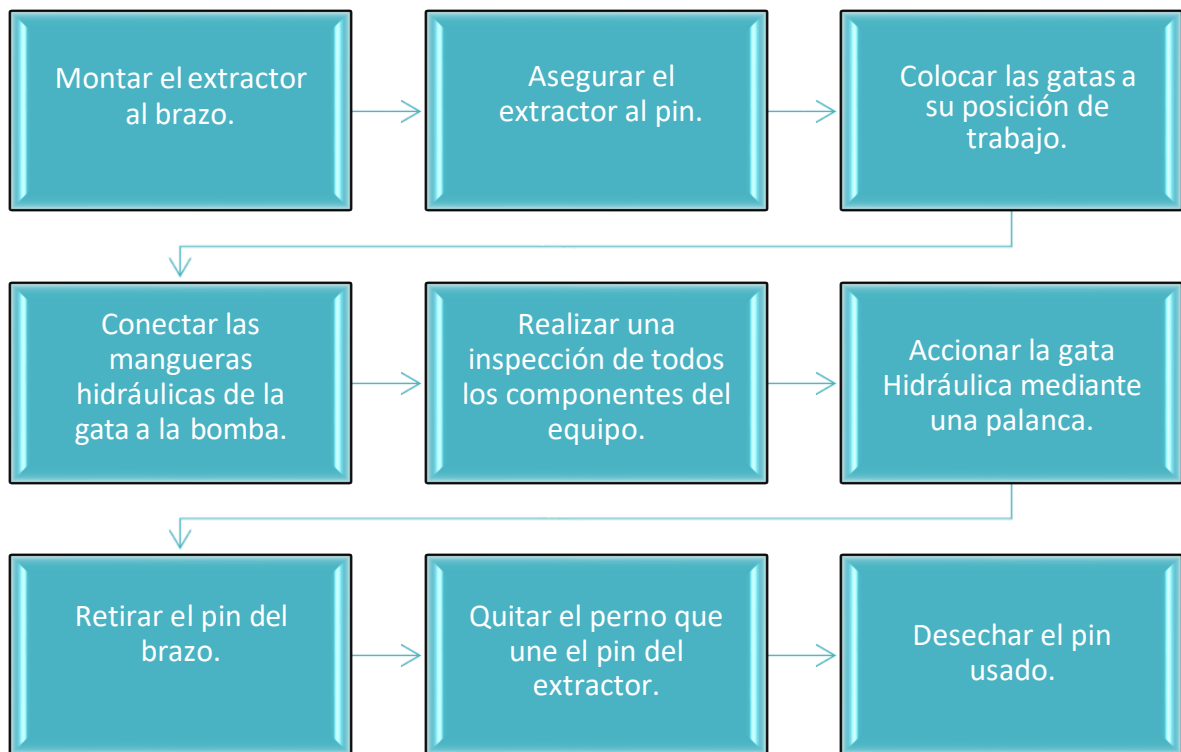 Montar el extractor
al brazo.
Asegurar el
extractor al pin.
Colocar las gatas a
su posición de
trabajo.
Conectar las
mangueras
hidráulicas de la
gata a la bomba.
Realizar una
inspección de todos
los componentes del
equipo.
Accionar la gata
Hidráulica mediante
una palanca.
Retirar el pin del
brazo.
Quitar el perno que
une el pin del
extractor.
Desechar el pin
usado.